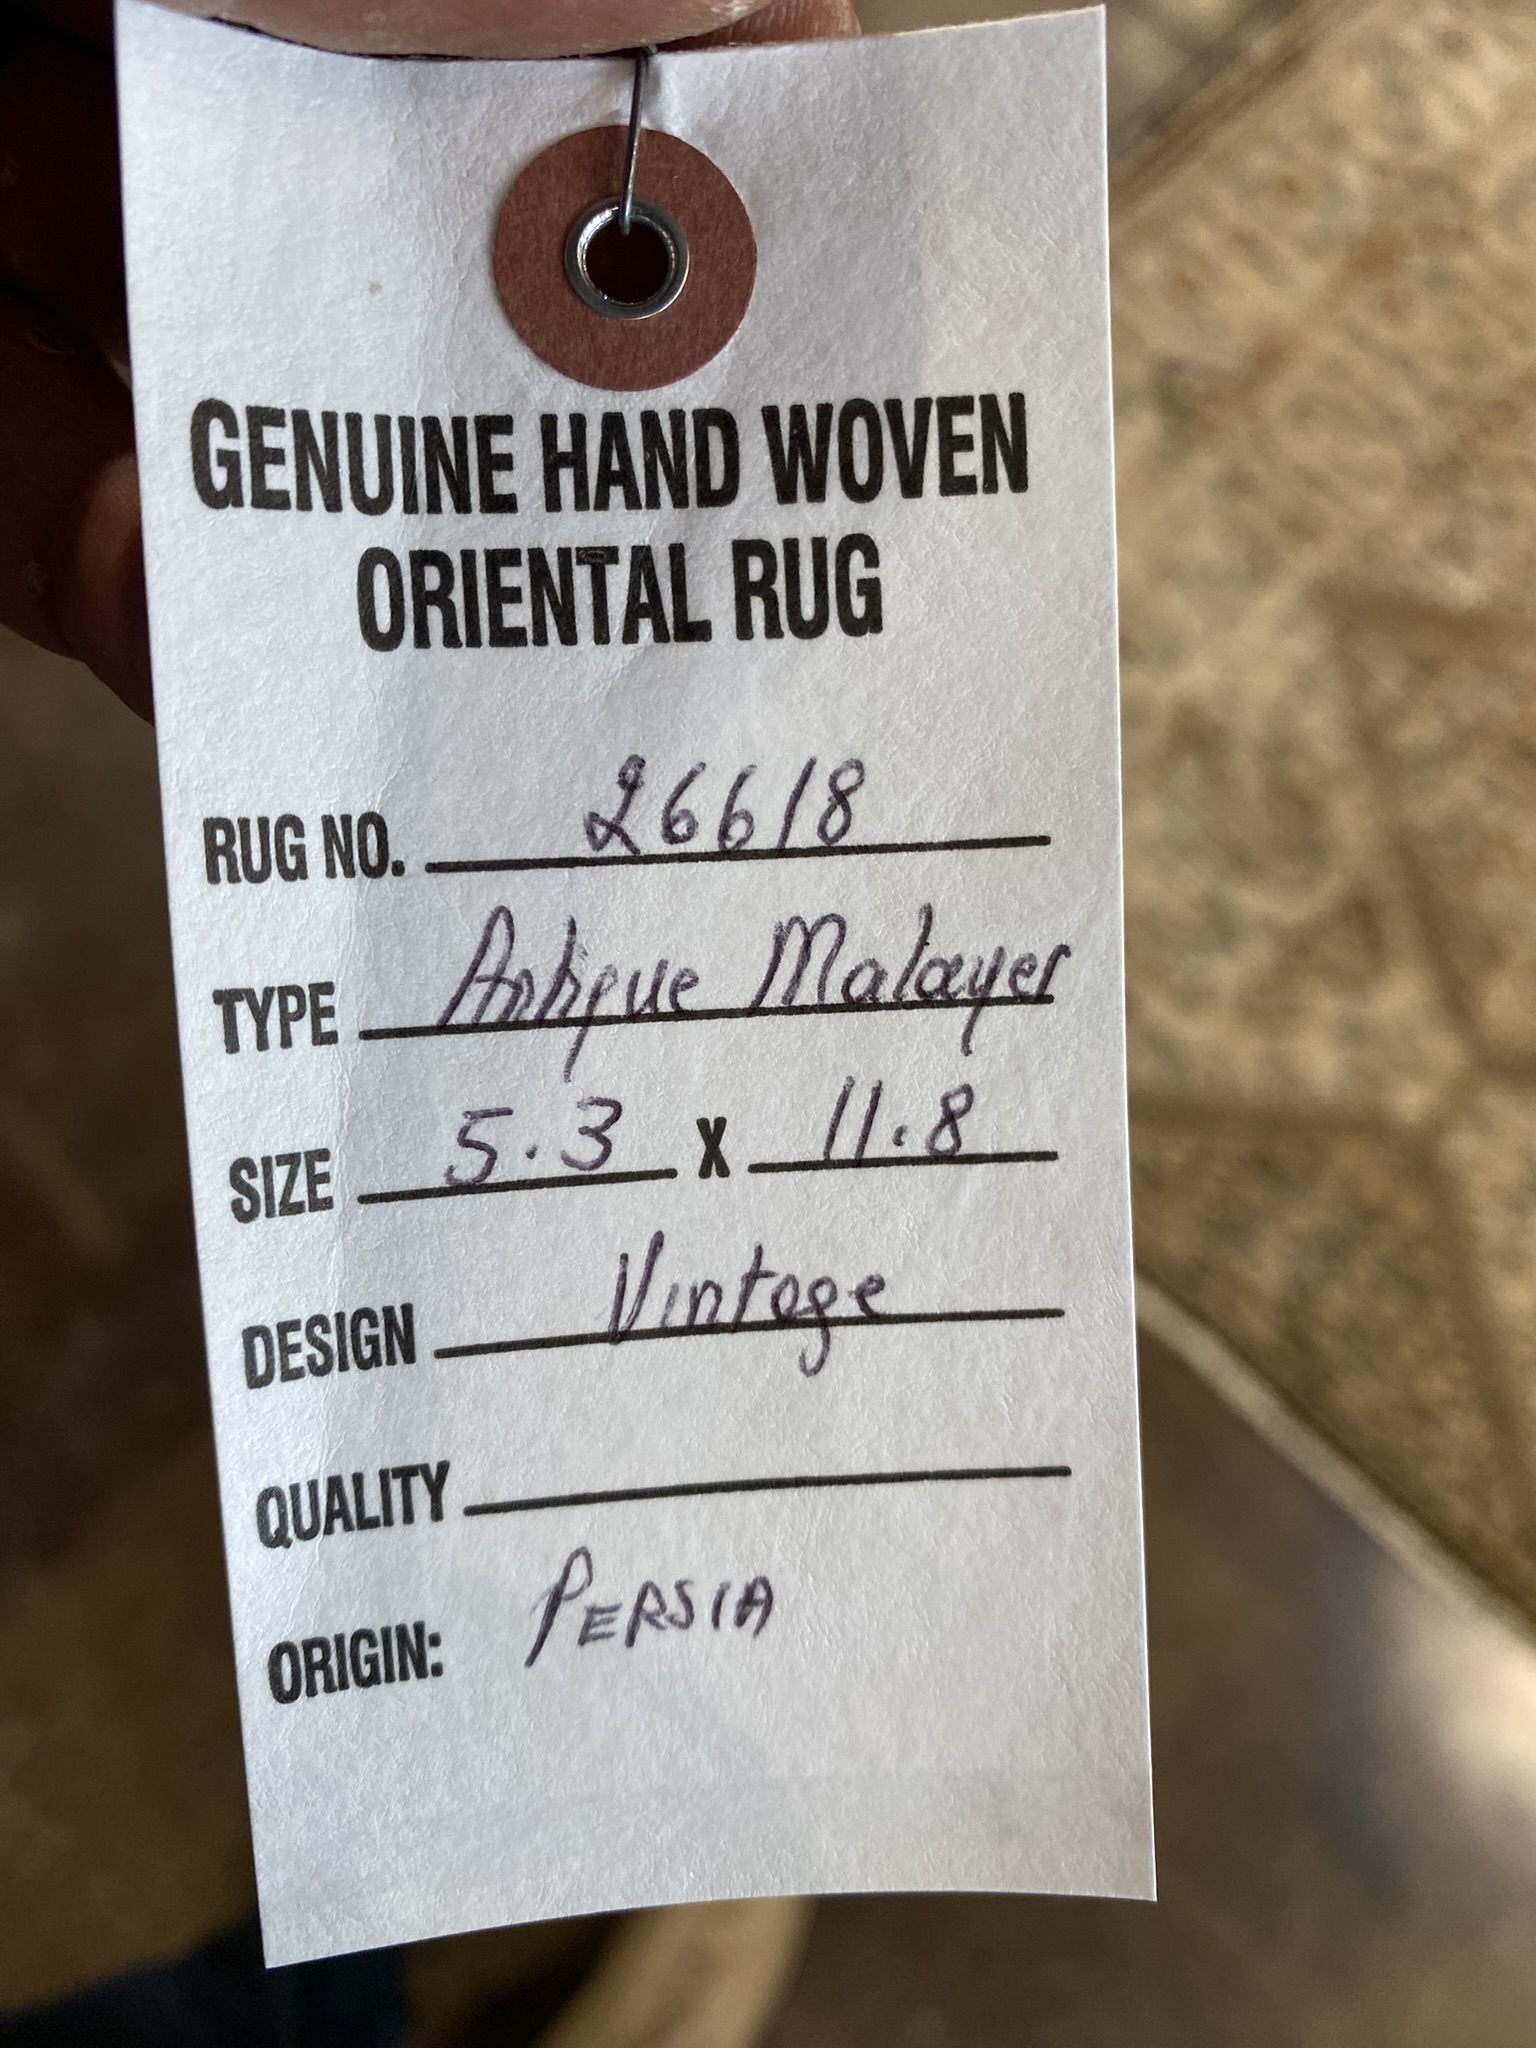 GENUINE HAND WOVEN
ORIENTAL RUG
RUG NO. 26618
TYPE Antique Malayer
SIZE 5.3 X 11.8
DESIGN Vintage
QUALITY
ORIGIN: PERSIA